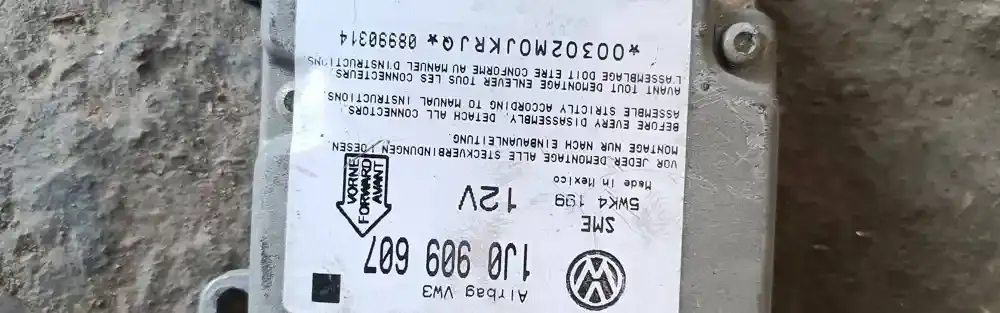 Airbag VW3
1J0 909 607
SME
5WK4 199
12V
Made in Mexico
VORNE
FORWARD
AVANT
VOR JEDER DEMONTAGE ALLE STECKVERBINDUNGEN LOESEN
MONTAGE NUR NACH EINBAUANLEITUNG.
BEFORE EVERY DISASSEMBLY, DETACH ALL CONNECTORS.
ASSEMBLE STRICTLY ACCORDING TO MANUAL INSTRUCTIONS.
AVANT TOUT DEMONTAGE ENLEVER TOUS LES CONNECTEURS.
L'ASSEMBLAGE DOIT ETRE CONFORME AU MANUEL D'INSTRUCTIONS
*00302M0JKRJQ* 08990314